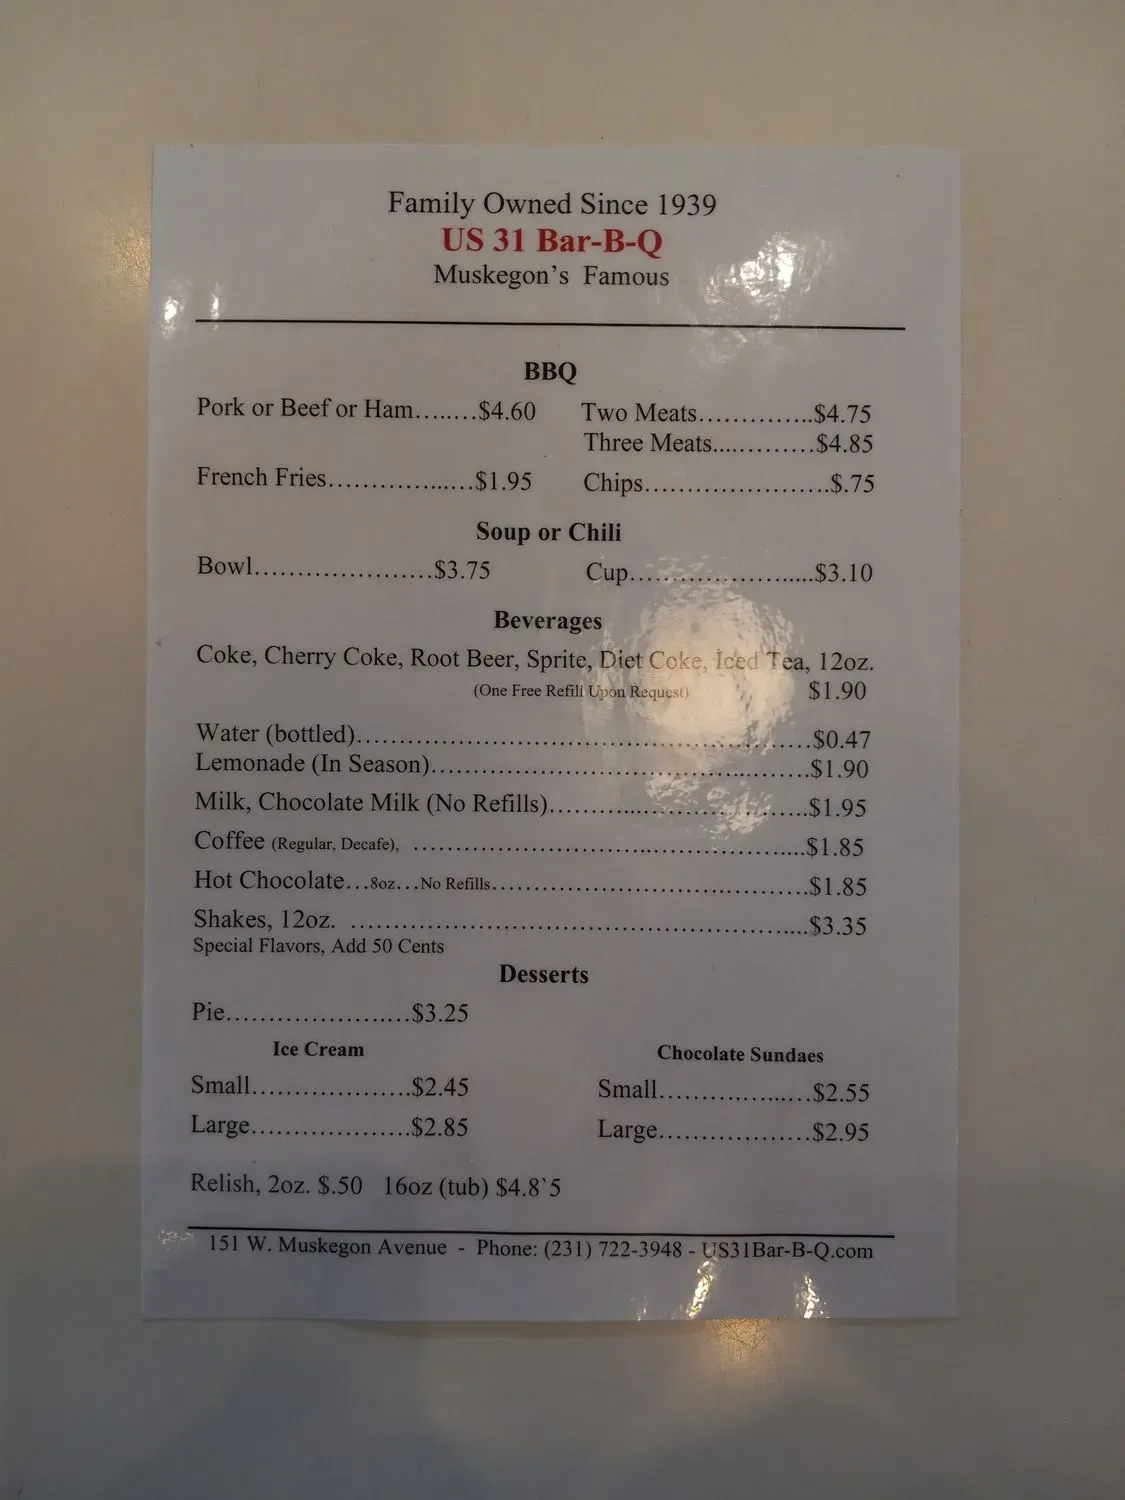 Family Owned Since 1939
US 31 Bar-B-Q
Muskegon's Famous
BBQ
Pork or Beef or Ham........$4.60 Two Meats..............$4.75
Three Meats.............$4.85
French Fries..................$1.95 Chips.......................$.75
Soup or Chili
Bowl.....................$3.75 Cup.......................$3.10
Beverages
Coke, Cherry Coke, Root Beer, Sprite, Diet Coke, Iced Tea, 12oz.
(One Free Refill Upon Request) $1.90
Water (bottled)......................................................$0.47
Lemonade (In Season).............................................$1.90
Milk, Chocolate Milk (No Refills)...............................$1.95
Coffee (Regular, Decafe), ..............................................$1.85
Hot Chocolate...8oz...No Refills.....................................$1.85
Shakes, 12oz. ......................................................$3.35
Special Flavors, Add 50 Cents
Desserts
Pie......................$3.25
Ice Cream Chocolate Sundaes
Small...................$2.45 Small..................$2.55
Large...................$2.85 Large..................$2.95
Relish, 2oz. $.50 16oz (tub) $4.8`5
151 W. Muskegon Avenue - Phone: (231) 722-3948 - US31Bar-B-Q.com